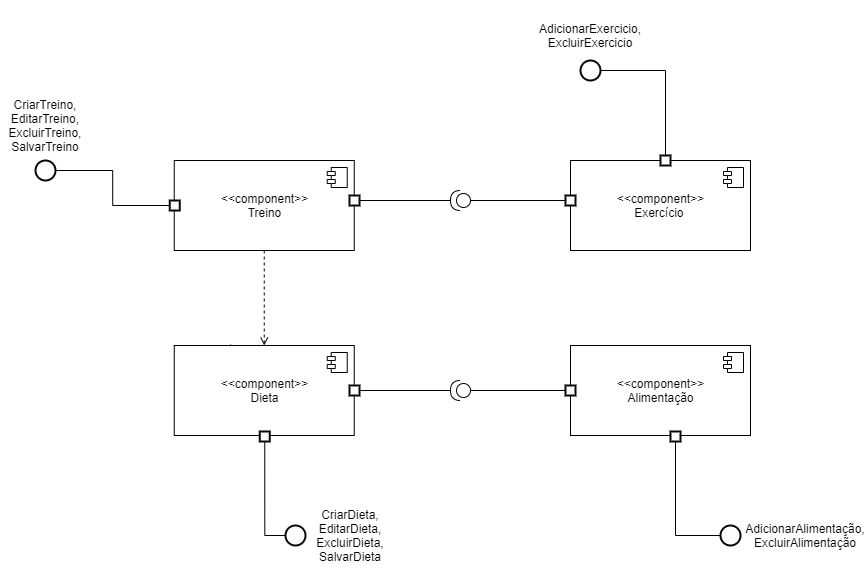 AdicionarExercicio,
ExcluirExercicio
CriarTreino,
EditarTreino,
ExcluirTreino,
SalvarTreino
<<component>>
Treino
<<component>>
Exercício
<<component>>
Dieta
<<component>>
Alimentação
CriarDieta,
EditarDieta,
ExcluirDieta,
SalvarDieta
AdicionarAlimentação,
ExcluirAlimentação